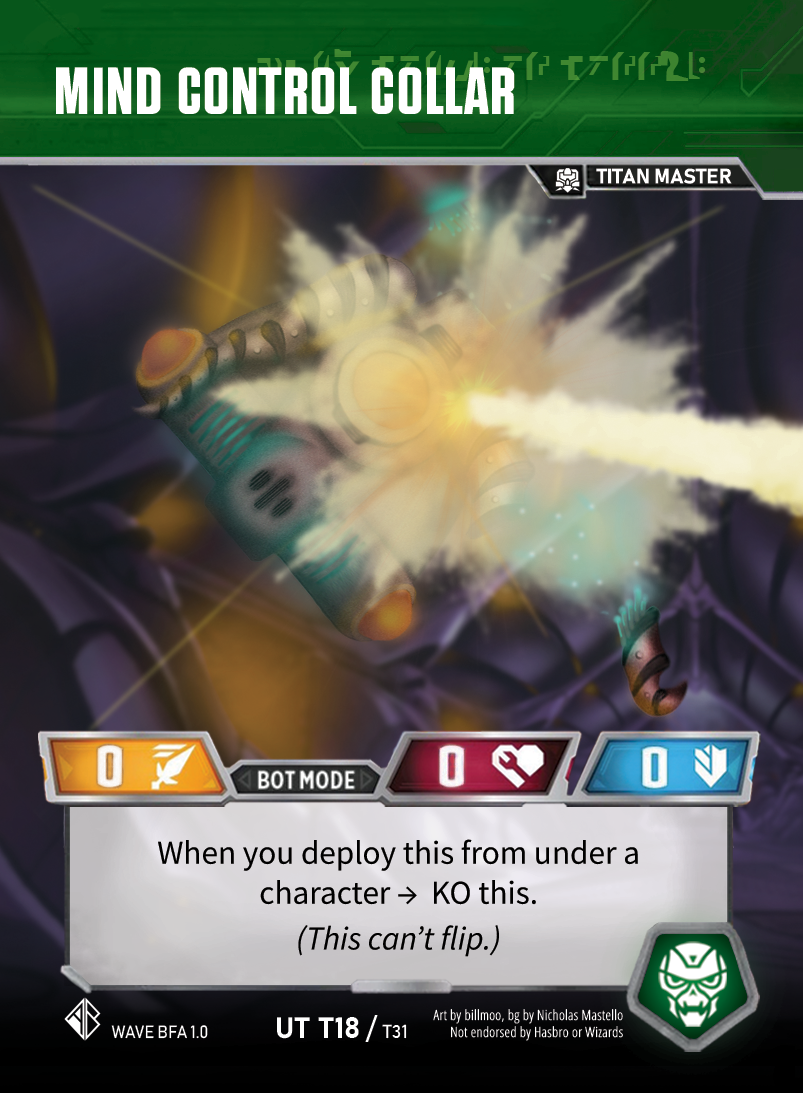 MIND CONTROL COLLAR
TITAN MASTER
0
BOT MODE
0
0
When you deploy this from under a
character → KO this.
(This can't flip.)
WAVE BFA 1.0
UT T18 / T31
Art by billmoo, bg by Nicholas Mastello
Not endorsed by Hasbro or Wizards